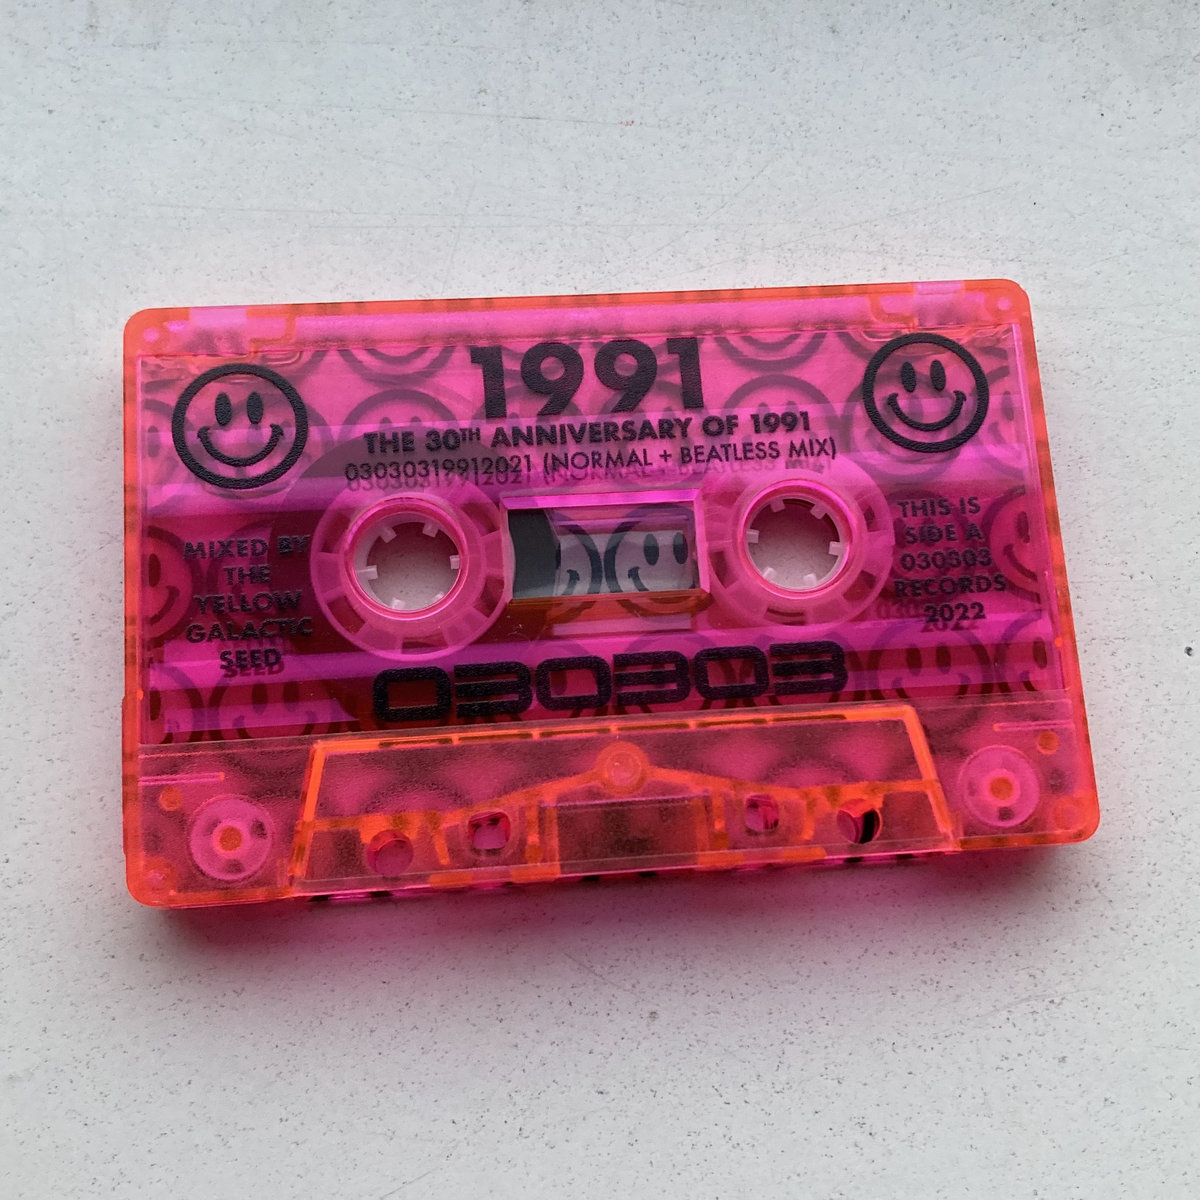 1991
THE 30TH ANNIVERSARY OF 1991
03030319912021 (NORMAL + BEATLESS MIX)
MIXED BY
THE
YELLOW
GALACTIC
SEED
THIS IS
SIDE A
030303
RECORDS
2022
030303